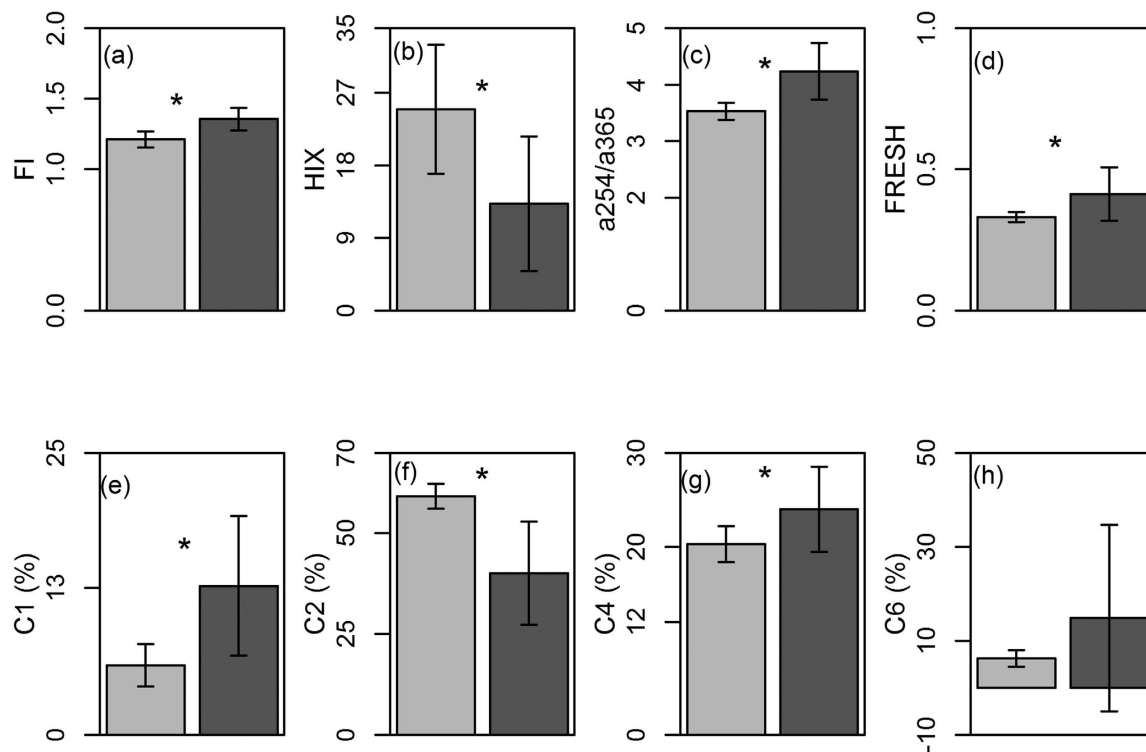 (a)
FI
0.0
1.0
1.5
2.0
*
(b)
HIX
0
9
18
27
35
*
(c)
a254/a365
0
2
3
4
5
*
(d)
FRESH
0.0
0.5
1.0
*
(e)
C1 (%)
0
13
25
*
(f)
C2 (%)
0
25
50
70
*
(g)
C4 (%)
0
12
20
30
*
(h)
C6 (%)
−10
10
30
50